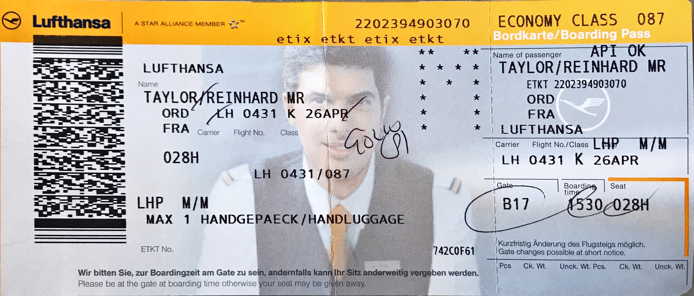 Lufthansa
A STAR ALLIANCE MEMBER
2202394903070
etix etkt etix etkt
** **
LUFTHANSA
* * * *
Name
* * *
TAYLOR/REINHARD MR
* *
ORD LH 0431 K 26APR
* *
FRA Carrier Flight No. Class
* *
028H
LH 0431/087
LHP M/M
MAX 1 HANDGEPAECK/HANDLUGGAGE
ETKT No.
742C0F61
Wir bitten Sie, zur Boardingzeit am Gate zu sein, andernfalls kann Ihr Sitz anderweitig vergeben werden.
Please be at the gate at boarding time otherwise your seat may be given away.
ECONOMY CLASS 087
Bordkarte/Boarding Pass
API OK
Name of passenger
TAYLOR/REINHARD MR
ETKT 2202394903070
ORD
FRA
LUFTHANSA
Carrier Flight No./Class LHP M/M
LH 0431 K 26APR
Gate Boarding time Seat
B17 1530 028H
Kurzfristig Änderung des Flugsteigs möglich.
Gate changes possible at short notice.
Pcs Ck. Wt. Unck. Wt. Pcs. Ck. Wt. Unck. Wt.